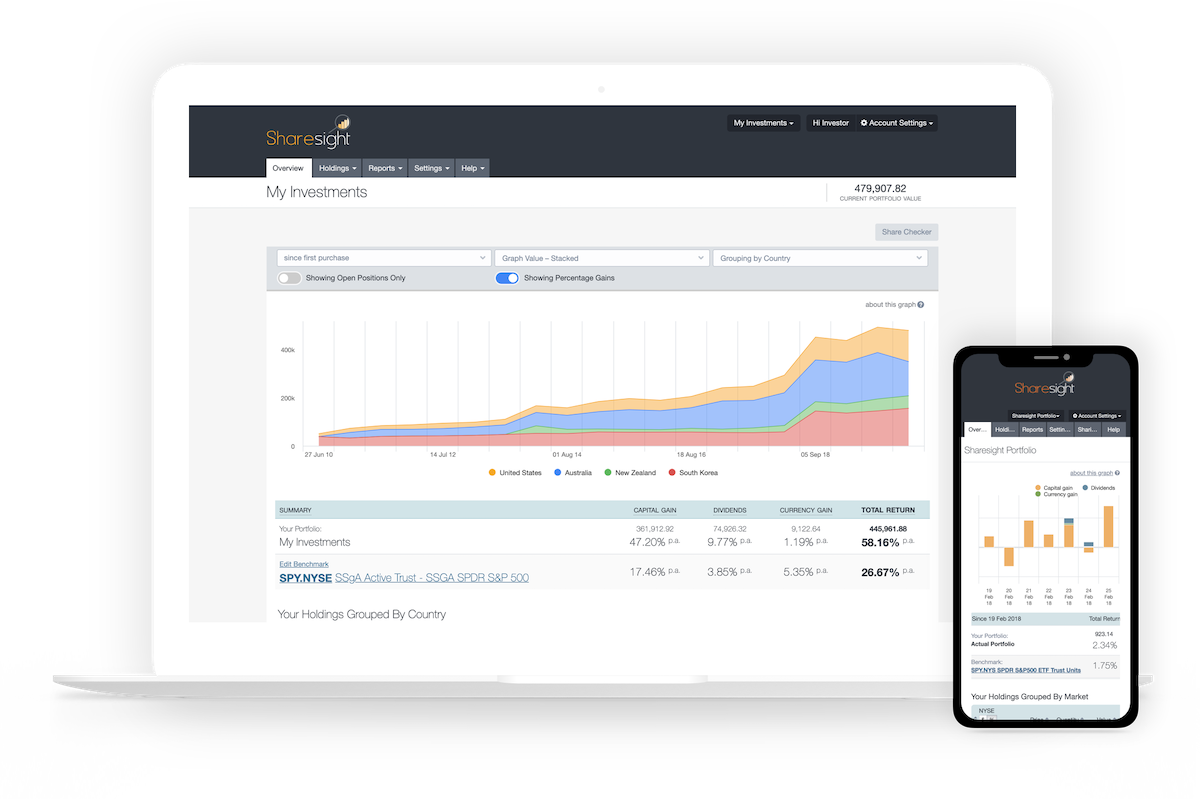 Sharesight
My Investments
Hi Investor
Account Settings
Overview
Holdings
Reports
Settings
Help
My Investments
479,907.82
CURRENT PORTFOLIO VALUE
Share Checker
since first purchase
Graph Value – Stacked
Grouping by Country
Showing Open Positions Only
Showing Percentage Gains
about this graph ?
400k
200k
0
27 Jun 10 14 Jul 12 01 Aug 14 18 Aug 16 05 Sep 18
United States Australia New Zealand South Korea
SUMMARY CAPITAL GAIN DIVIDENDS CURRENCY GAIN TOTAL RETURN
Your Portfolio: 361,912.92 74,926.32 9,122.64 445,961.88
My Investments 47.20% p.a. 9.77% p.a. 1.19% p.a. 58.16% p.a.
Edit Benchmark
SPY.NYSE SSgA Active Trust - SSGA SPDR S&P 500 17.46% p.a. 3.85% p.a. 5.35% p.a. 26.67% p.a.
Your Holdings Grouped By Country
Sharesight
Sharesight Portfolio
Account Settings
Over... Holdi... Reports Settin... Shari... Help
Sharesight Portfolio
about this graph ?
Capital gain Dividends
Currency gain
19 20 21 22 23 24 25
Feb Feb Feb Feb Feb Feb Feb
18 18 18 18 18 18 18
Since 19 Feb 2018 Total Return
Your Portfolio: 923.14
Actual Portfolio 2.34%
Benchmark: 1.75%
SPY.NYS SPDR S&P500 ETF Trust Units
Your Holdings Grouped By Market
NYSE